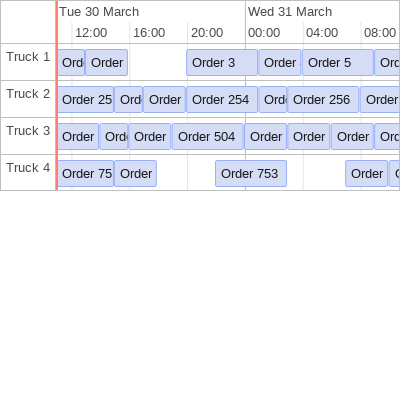 Tue 30 March Wed 31 March
12:00 16:00 20:00 00:00 04:00 08:00
Truck 1 Ord Order Order 3 Order Order 5 Ord
Truck 2 Order 25 Ord Order Order 254 Ord Order 256 Order
Truck 3 Order Ord Order Order 504 Order Order Order Ord
Truck 4 Order 75 Order Order 753 Order